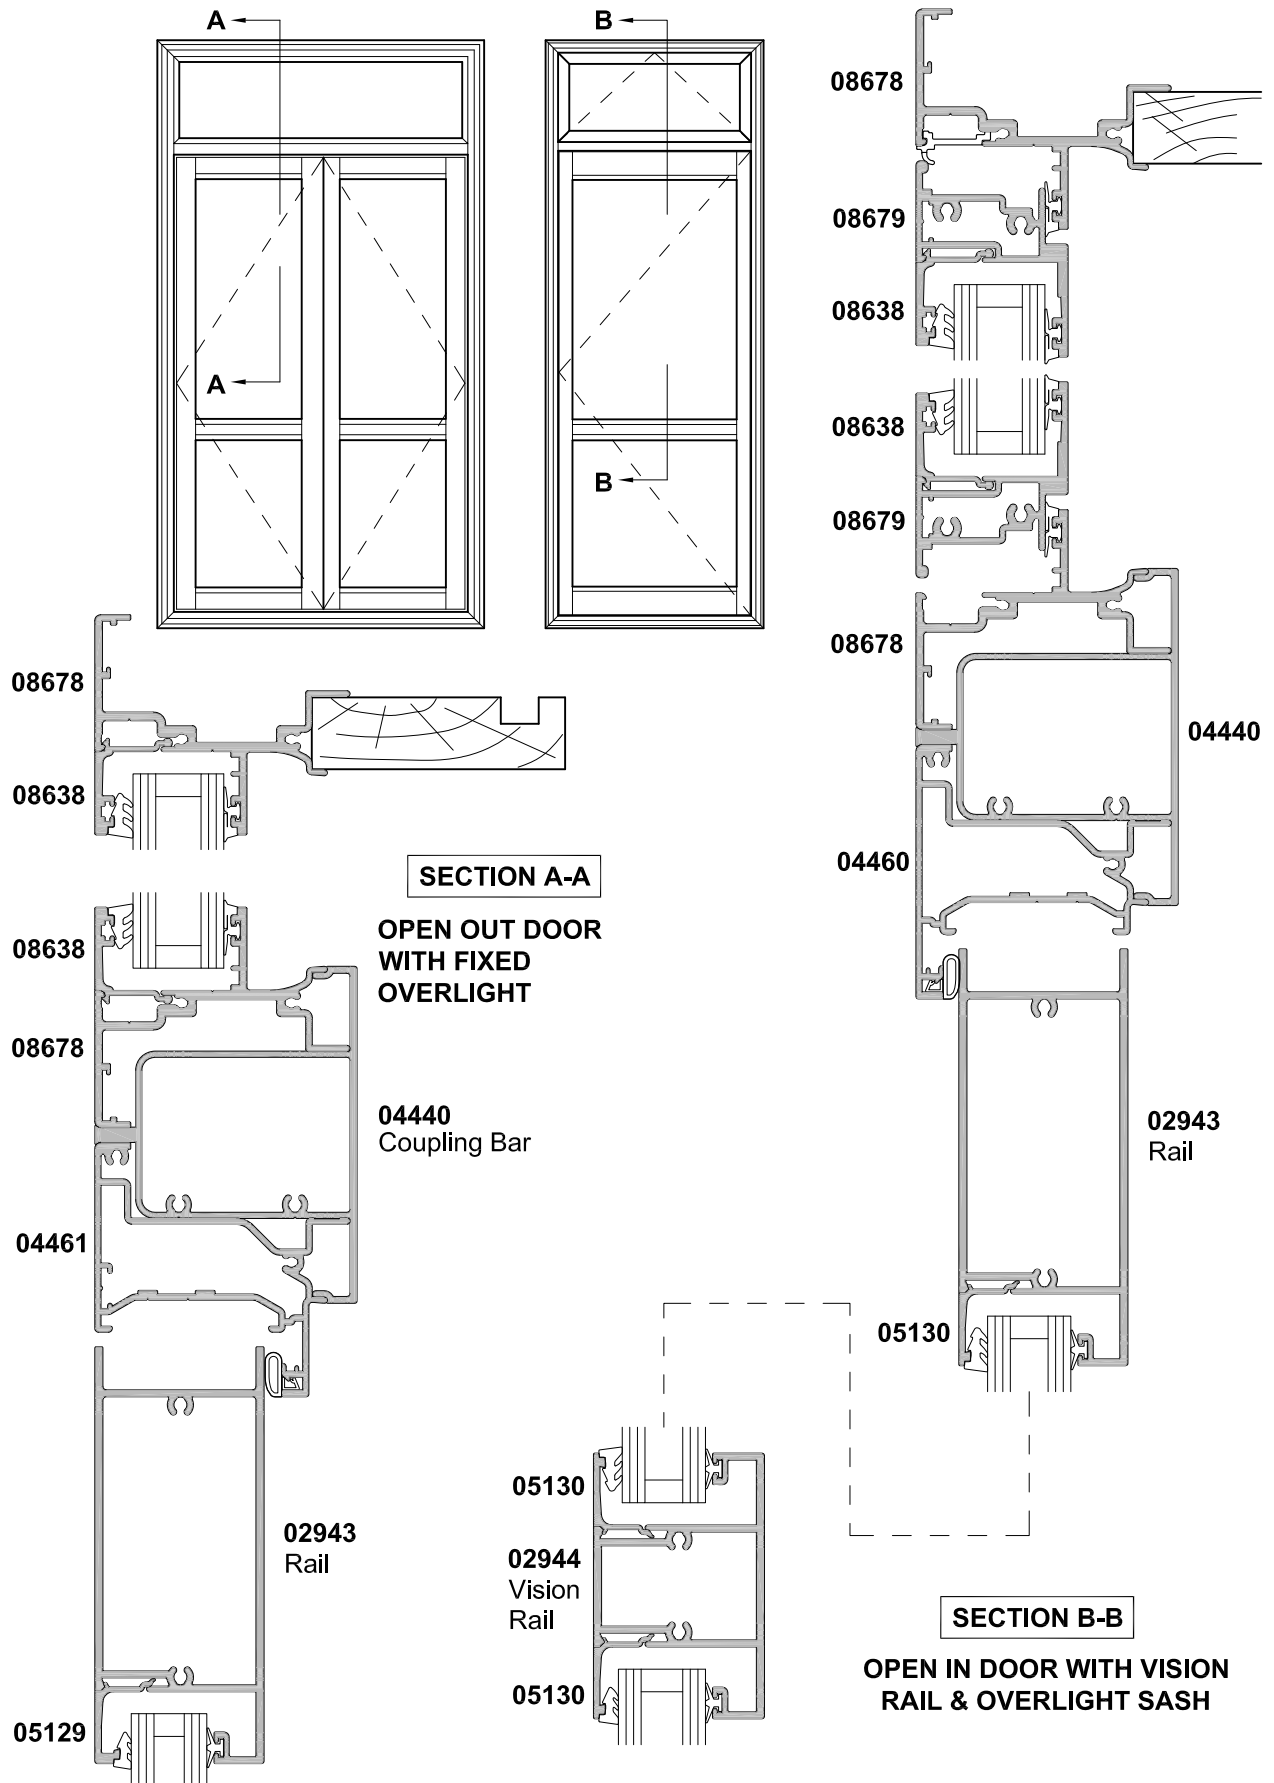 A
B
A
B
08678
08679
08638
08638
08679
08678
04440
04460
02943
Rail
05130
08678
08638
SECTION A-A
OPEN OUT DOOR
WITH FIXED
OVERLIGHT
08638
08678
04440
Coupling Bar
04461
02943
Rail
05129
05130
02944
Vision
Rail
05130
SECTION B-B
OPEN IN DOOR WITH VISION
RAIL & OVERLIGHT SASH